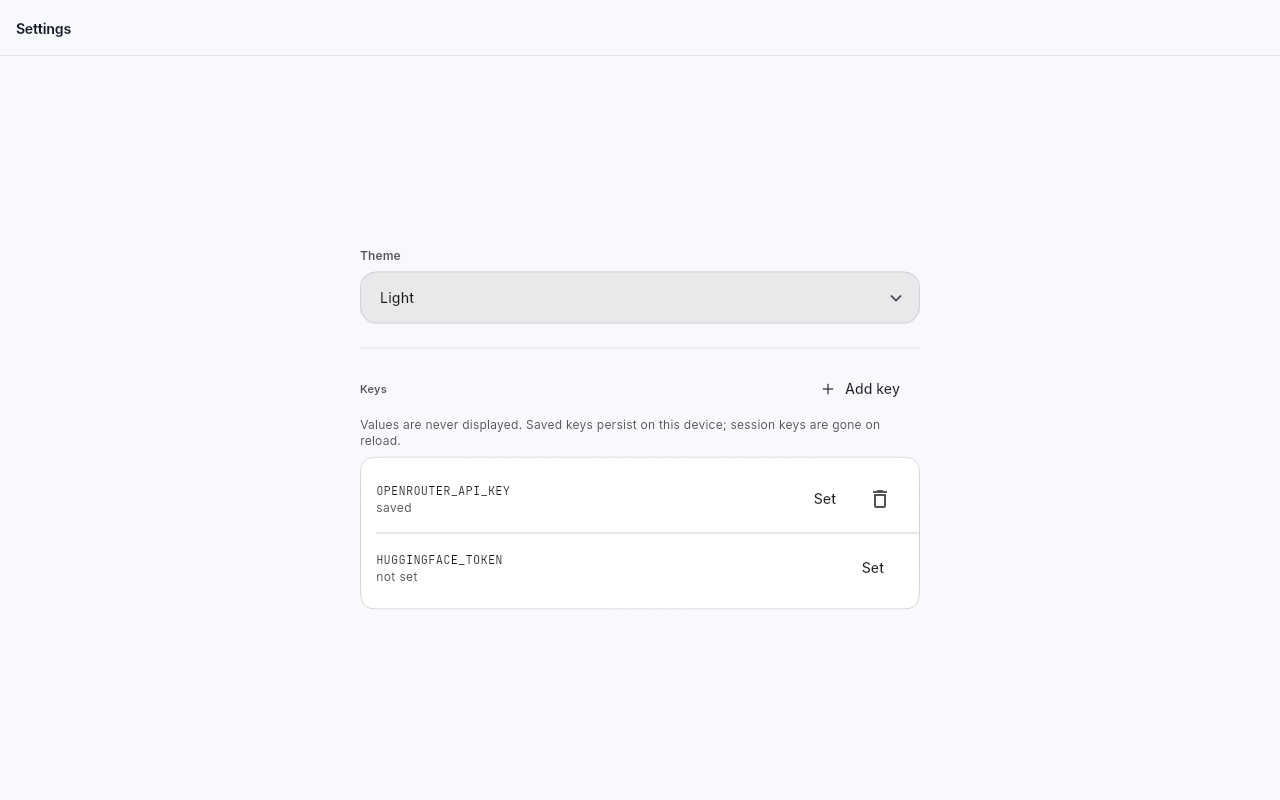 Settings
Theme
Light
Keys
Add key
Values are never displayed. Saved keys persist on this device; session keys are gone on
reload.
OPENROUTER_API_KEY
saved
Set
HUGGINGFACE_TOKEN
not set
Set